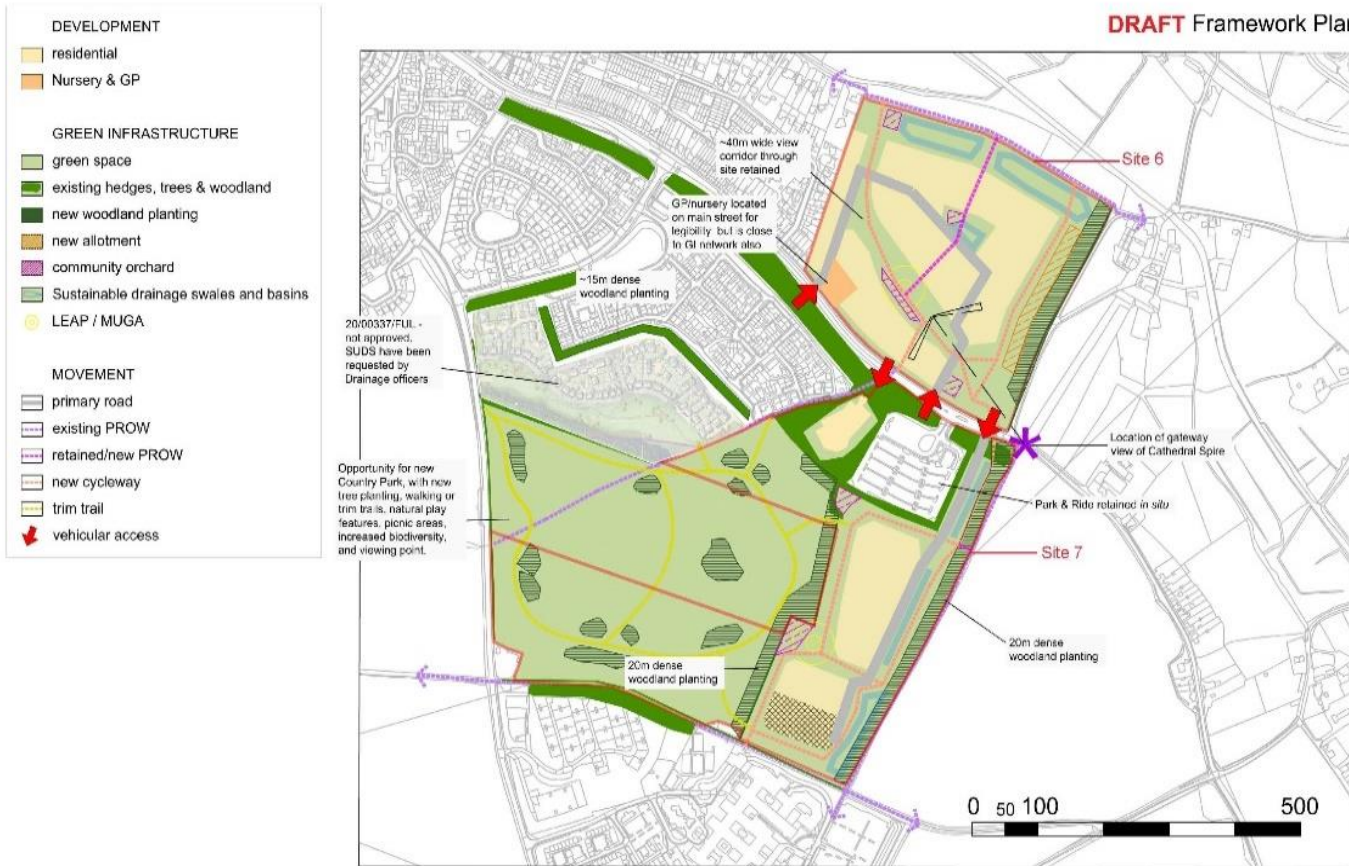 DRAFT Framework Plan
DEVELOPMENT
residential
Nursery & GP
GREEN INFRASTRUCTURE
green space
existing hedges, trees & woodland
new woodland planting
new allotment
community orchard
Sustainable drainage swales and basins
LEAP / MUGA
MOVEMENT
primary road
existing PROW
retained/new PROW
new cycleway
trim trail
vehicular access
~40m wide view
corridor through
site retained
Site 6
GP/nursery located
on main street for
legibility but is close
to GI network also
~15m dense
woodland planting
20/00337/FUL -
not approved.
SUDS have been
requested by
Drainage officers
Location of gateway
view of Cathedral Spire
Opportunity for new
Country Park, with new
tree planting, walking or
trim trails, natural play
features, picnic areas,
increased biodiversity,
and viewing point.
Park & Ride retained in situ
Site 7
20m dense
woodland planting
20m dense
woodland planting
0 50 100 500